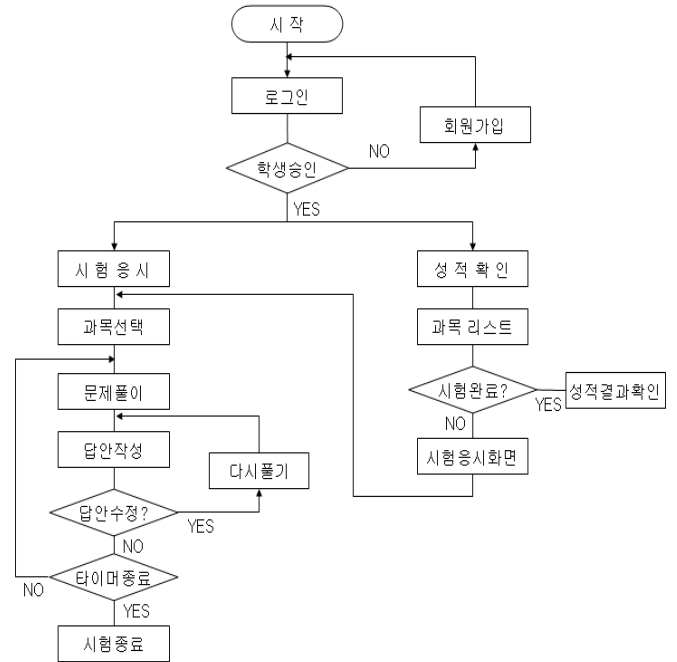 시 작
로그인
회원가입
학생승인
NO
YES
시 험 응 시
성 적 확 인
과목선택
과목 리스트
문제풀이
시험완료?
YES
성적결과확인
NO
답안작성
다시풀기
시험응시화면
답안수정?
YES
NO
타이머종료
NO
YES
시험종료